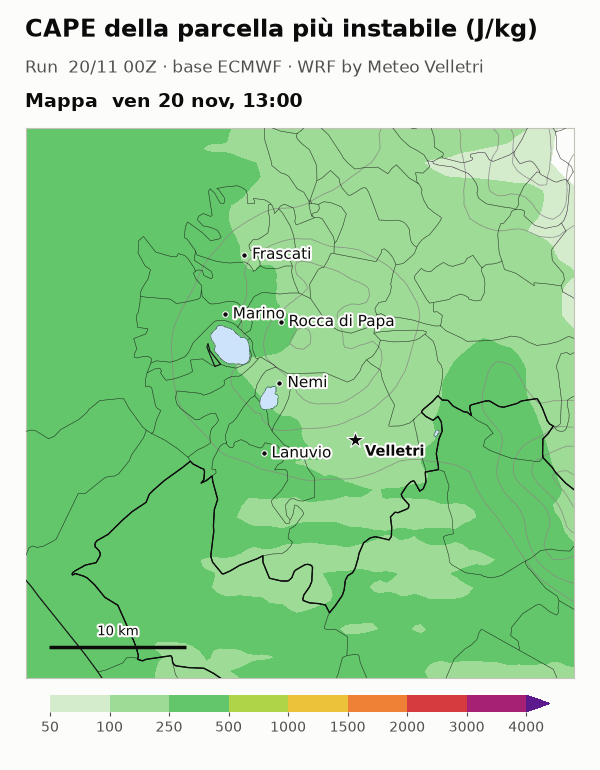 CAPE della parcella più instabile (J/kg)
Run  20/11 00Z · base ECMWF · WRF by Meteo Velletri
Mappa  ven 20 nov, 13:00
Frascati
Marino
Rocca di Papa
Nemi
Velletri
Lanuvio
10 km
50 100 250 500 1000 1500 2000 3000 4000